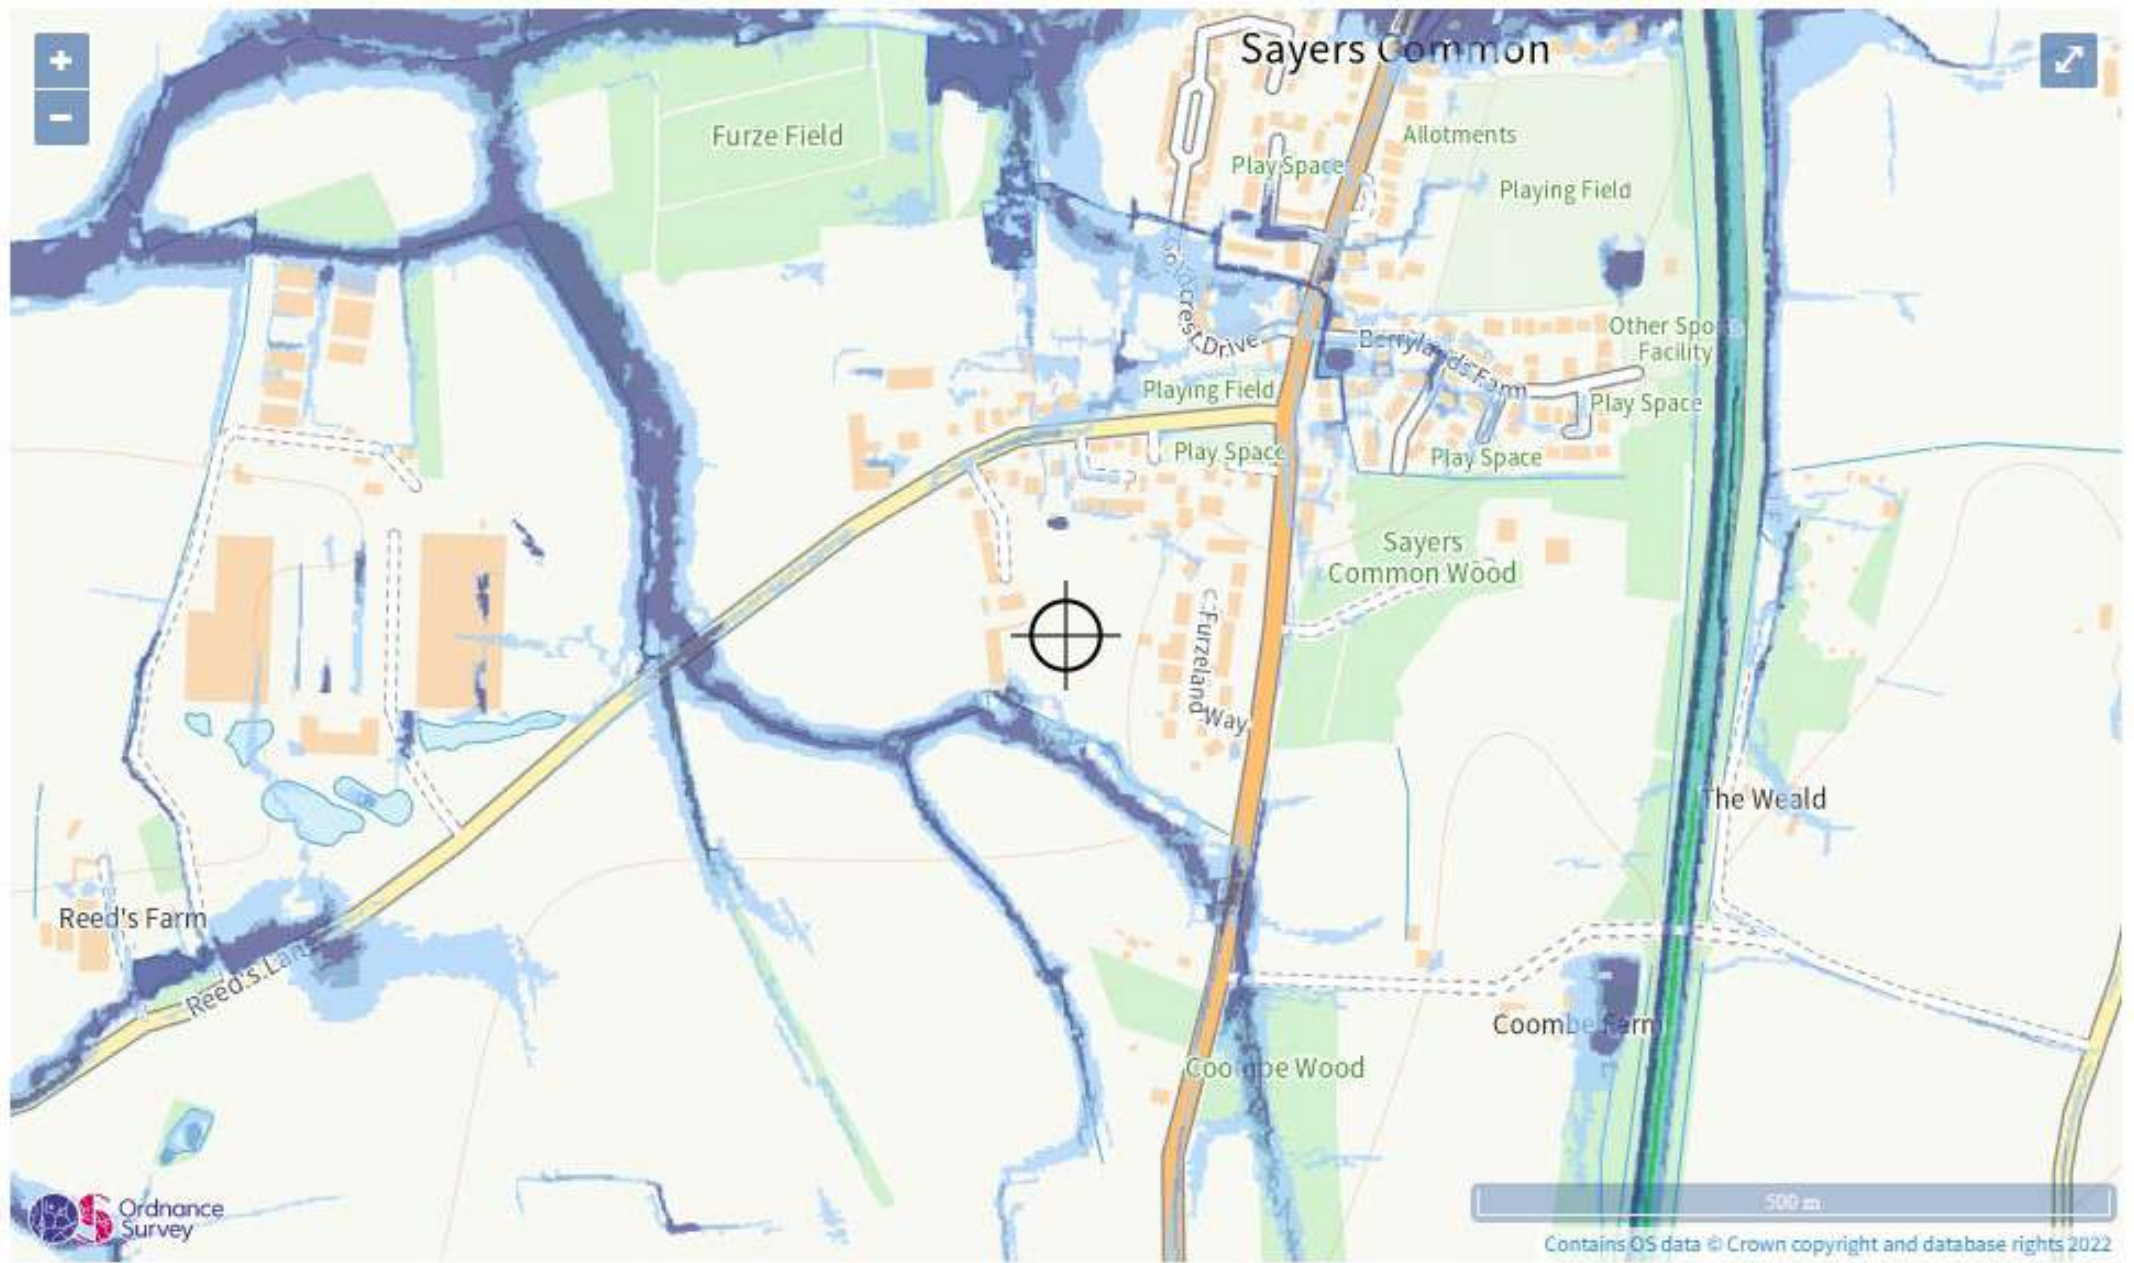 +
Sayers Common
−
Furze Field
Allotments
Play Space
Playing Field
Drive
Berrylands Farm
Other Spo
Facility
Playing Field
Play Space
Play Space
Play Space
Sayers
Common Wood
Furzeland
Way
The Weald
Reed's Farm
Reed's Lane
Coombe Farm
Coombe Wood
Ordnance
Survey
500 m
Contains OS data © Crown copyright and database rights 2022